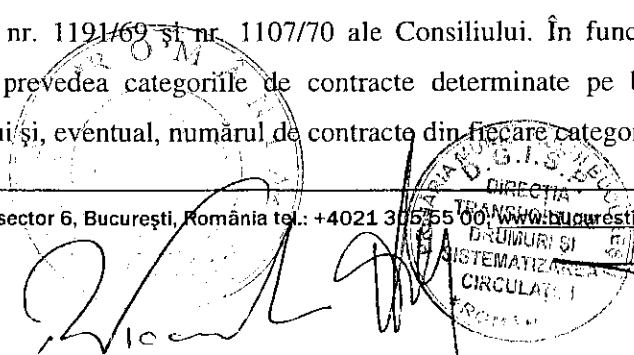 nr. 1191/69 și nr. 1107/70 ale Consiliului. În func
prevedea categoriile de contracte determinate pe
și, eventual, numărul de contracte din fiecare categor
sector 6, București, România tel.: +4021 305 55 00; www.bucuresti
ROM
D.G.I.S.
DIRECȚIA
TRANSPORTURI
DRUMURI ȘI
SISTEMATIZAREA
CIRCULAȚIEI